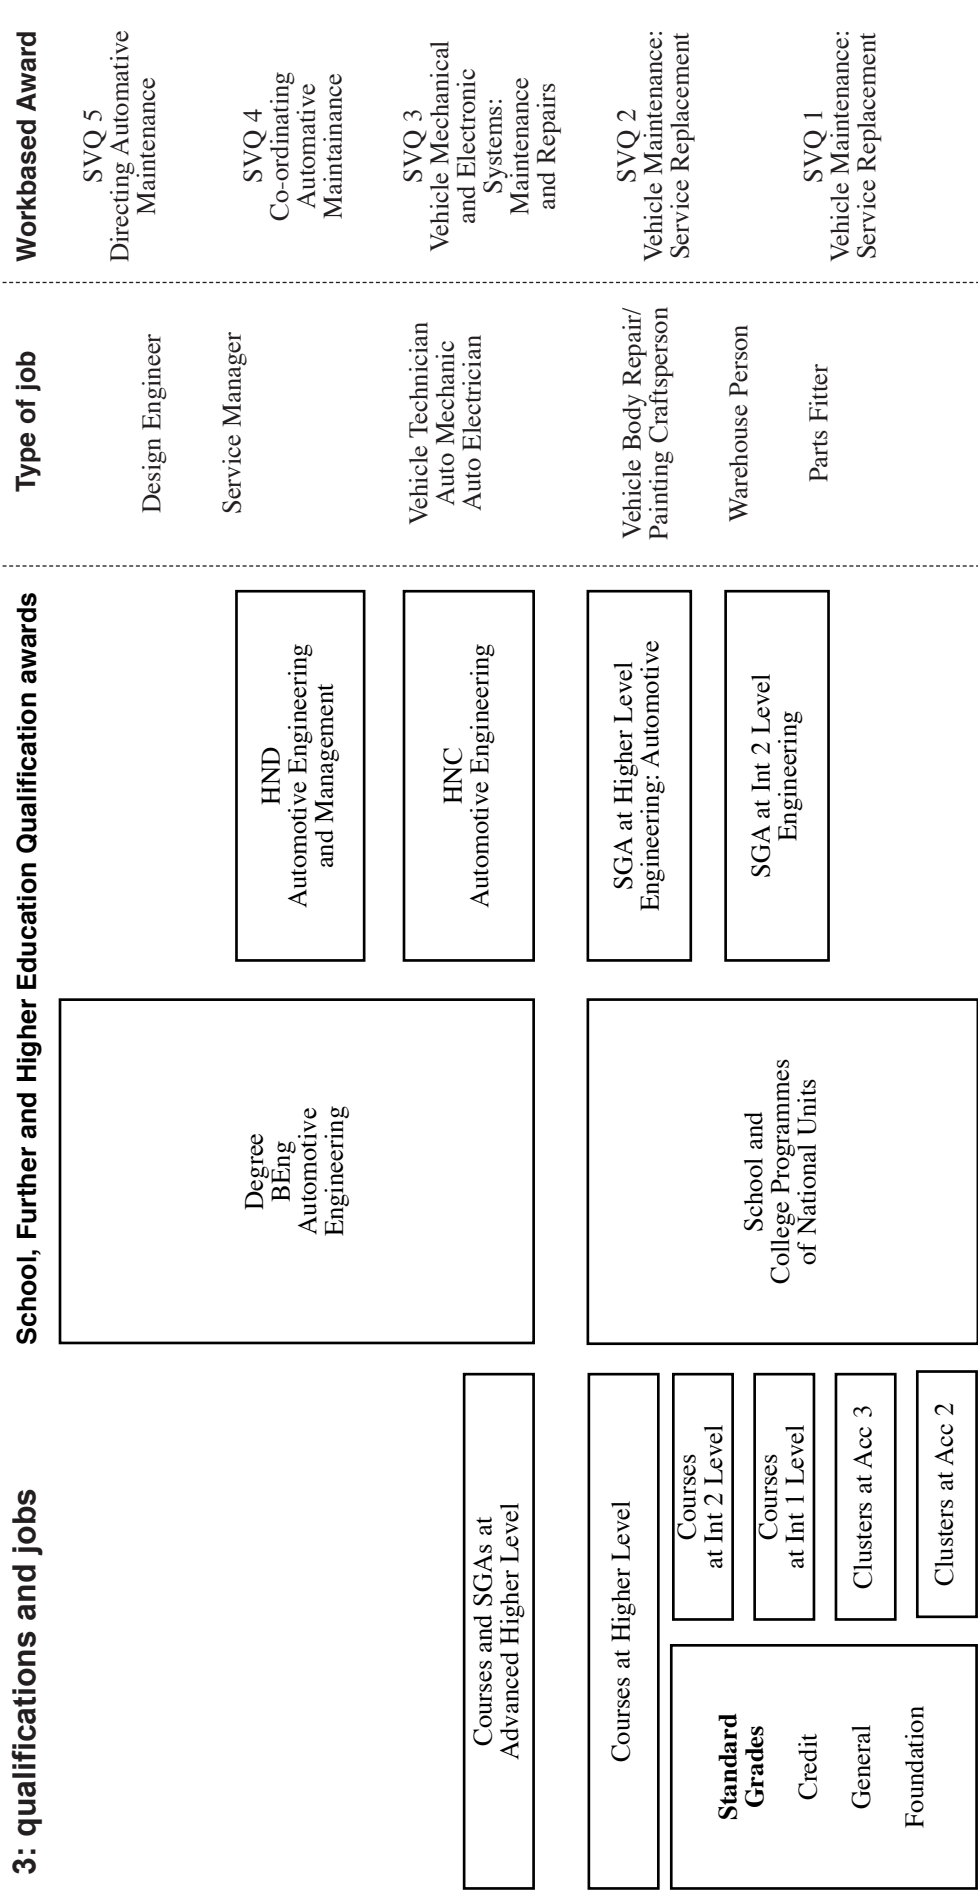 3: qualifications and jobs
School, Further and Higher Education Qualification awards
Type of job
Workbased Award
Courses and SGAs at
Advanced Higher Level
Courses at Higher Level
Standard
Grades
Credit
General
Foundation
Courses
at Int 2 Level
Courses
at Int 1 Level
Clusters at Acc 3
Clusters at Acc 2
Degree
BEng
Automotive
Engineering
School and
College Programmes
of National Units
HND
Automotive Engineering
and Management
HNC
Automotive Engineering
SGA at Higher Level
Engineering: Automotive
SGA at Int 2 Level
Engineering
Design Engineer
Service Manager
Vehicle Technician
Auto Mechanic
Auto Electrician
Vehicle Body Repair/
Painting Craftsperson
Warehouse Person
Parts Fitter
SVQ 5
Directing Automative
Maintenance
SVQ 4
Co-ordinating
Automative
Maintainance
SVQ 3
Vehicle Mechanical
and Electronic
Systems:
Maintenance
and Repairs
SVQ 2
Vehicle Maintenance:
Service Replacement
SVQ 1
Vehicle Maintenance:
Service Replacement